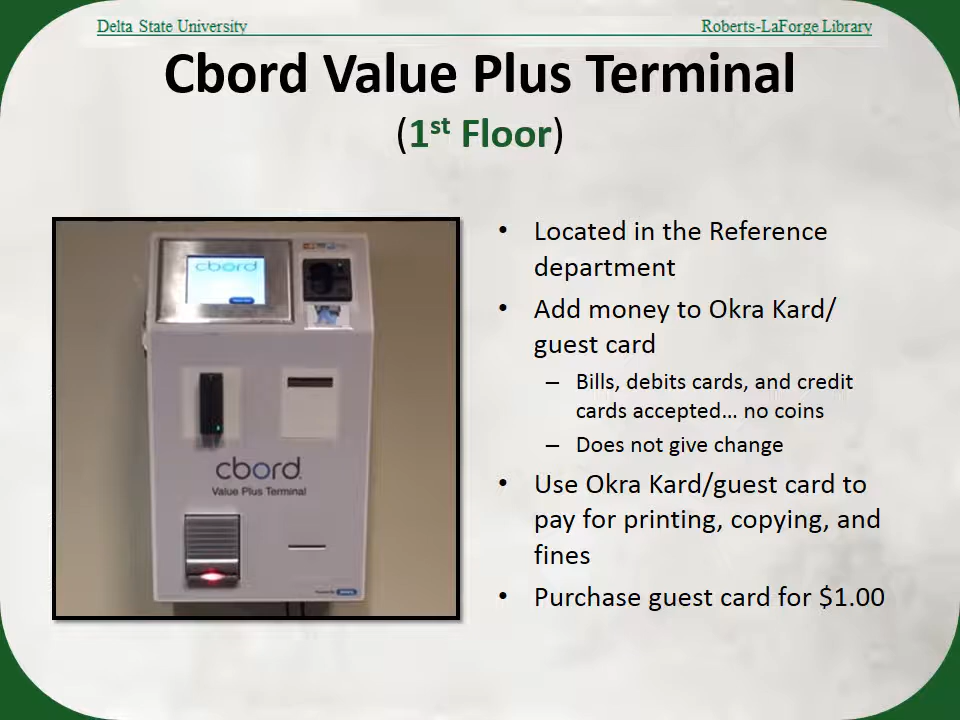 Delta State University
Roberts-LaForge Library
Cbord Value Plus Terminal
(1st Floor)
• Located in the Reference
department
• Add money to Okra Kard/
guest card
– Bills, debits cards, and credit
cards accepted... no coins
– Does not give change
• Use Okra Kard/guest card to
pay for printing, copying, and
fines
• Purchase guest card for $1.00
cbord
cbord
Value Plus Terminal